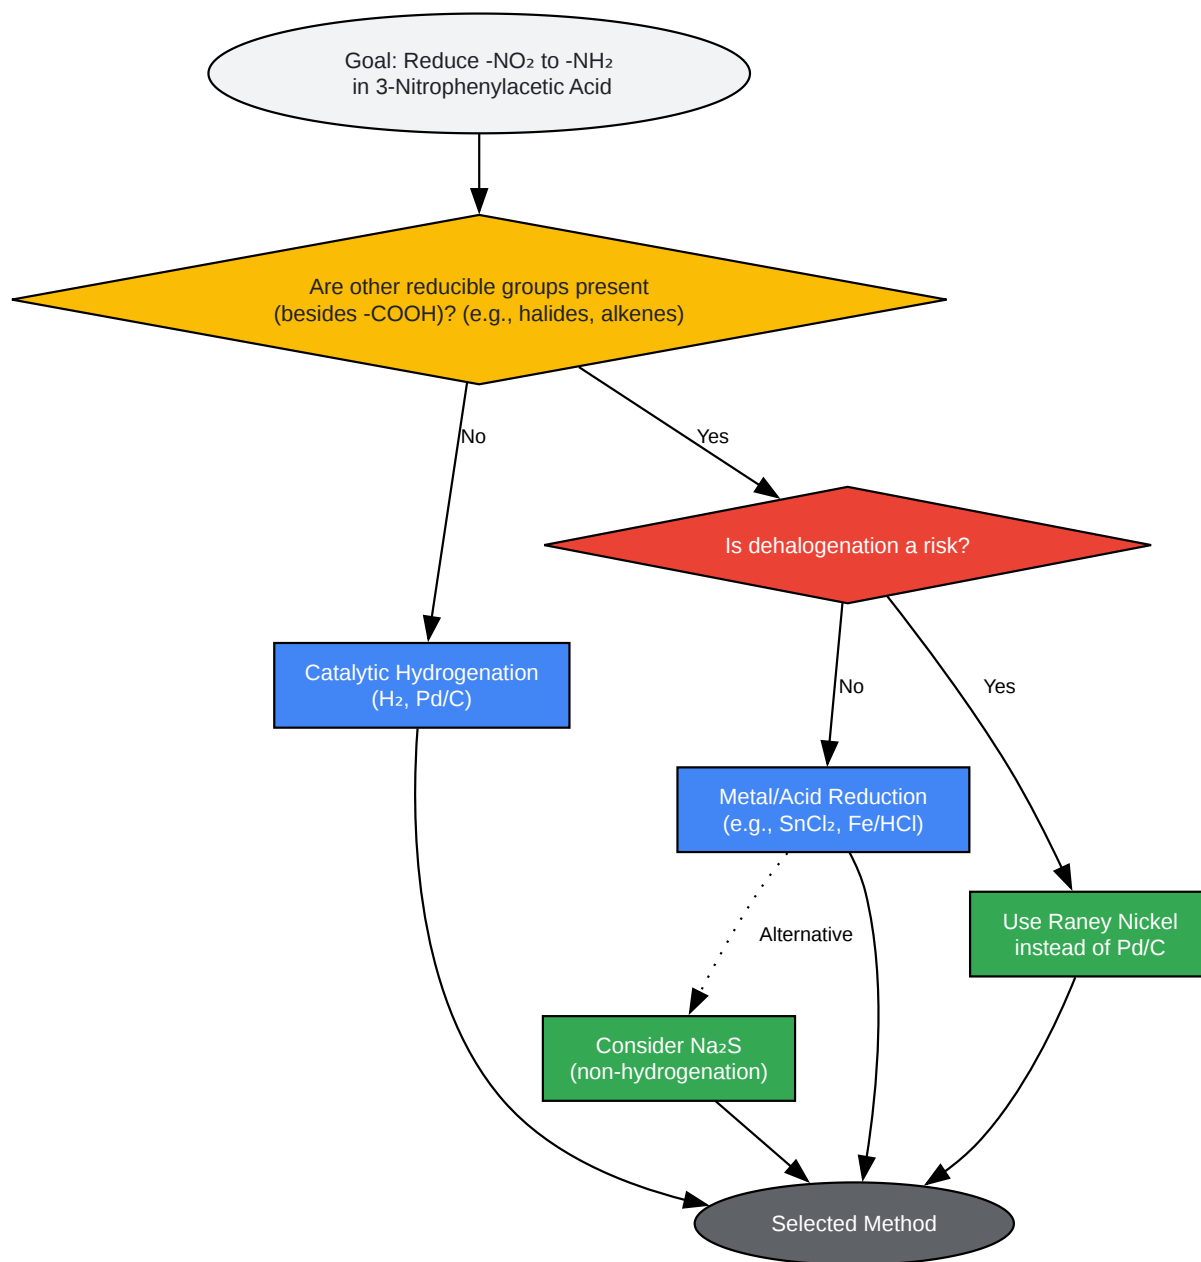 Goal: Reduce -NO₂ to -NH₂
in 3-Nitrophenylacetic Acid
Are other reducible groups present
(besides -COOH)? (e.g., halides, alkenes)
No
Yes
Is dehalogenation a risk?
Catalytic Hydrogenation
(H₂, Pd/C)
No
Yes
Metal/Acid Reduction
(e.g., SnCl₂, Fe/HCl)
Use Raney Nickel
instead of Pd/C
Alternative
Consider Na₂S
(non-hydrogenation)
Selected Method